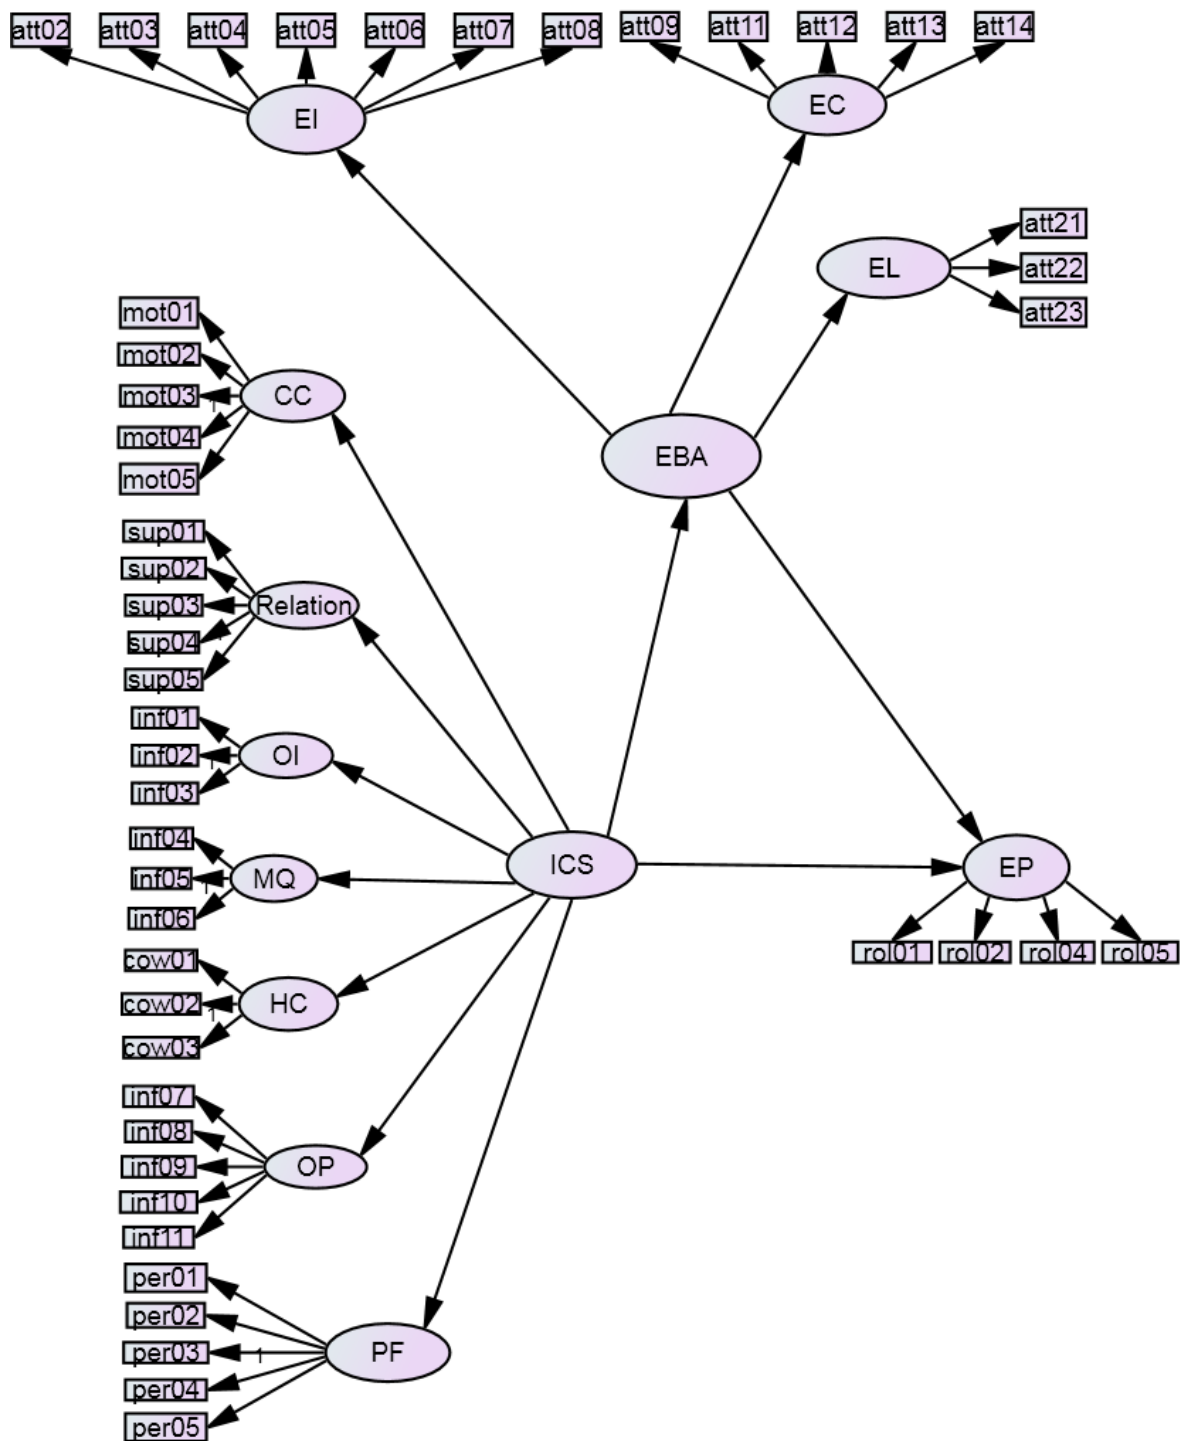 att02 att03 att04 att05 att06 att07 att08 att09 att11 att12 att13 att14
EI
EC
att21
EL
att22
att23
mot01
mot02
mot03
1
CC
mot04
mot05
EBA
sup01
sup02
sup03
Relation
sup04
sup05
inf01
inf02
1
OI
inf03
inf04
inf05
1
MQ
inf06
ICS
EP
rol01 rol02 rol04 rol05
cow01
cow02
1
HC
cow03
inf07
inf08
inf09
OP
inf10
inf11
per01
per02
per03
1
PF
per04
per05